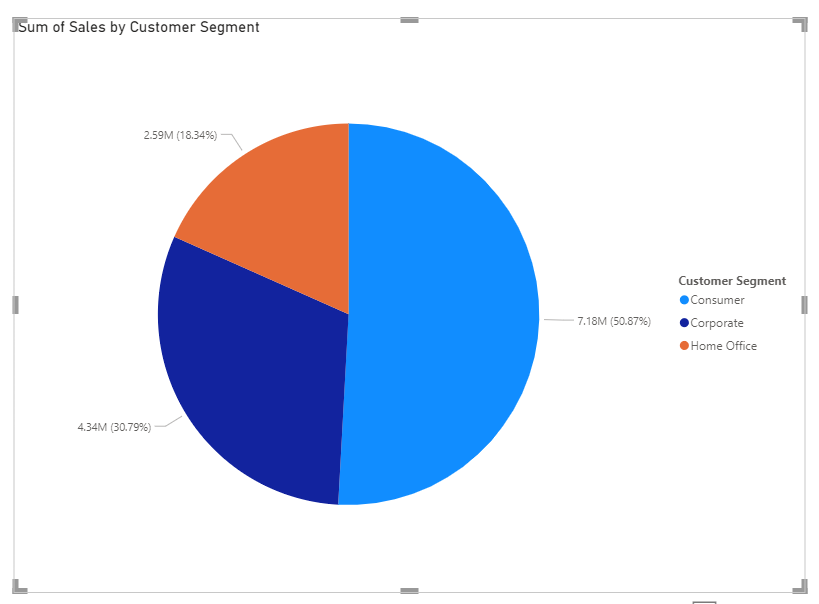 Sum of Sales by Customer Segment
2.59M (18.34%)
Customer Segment
Consumer
7.18M (50.87%)
Corporate
Home Office
4.34M (30.79%)